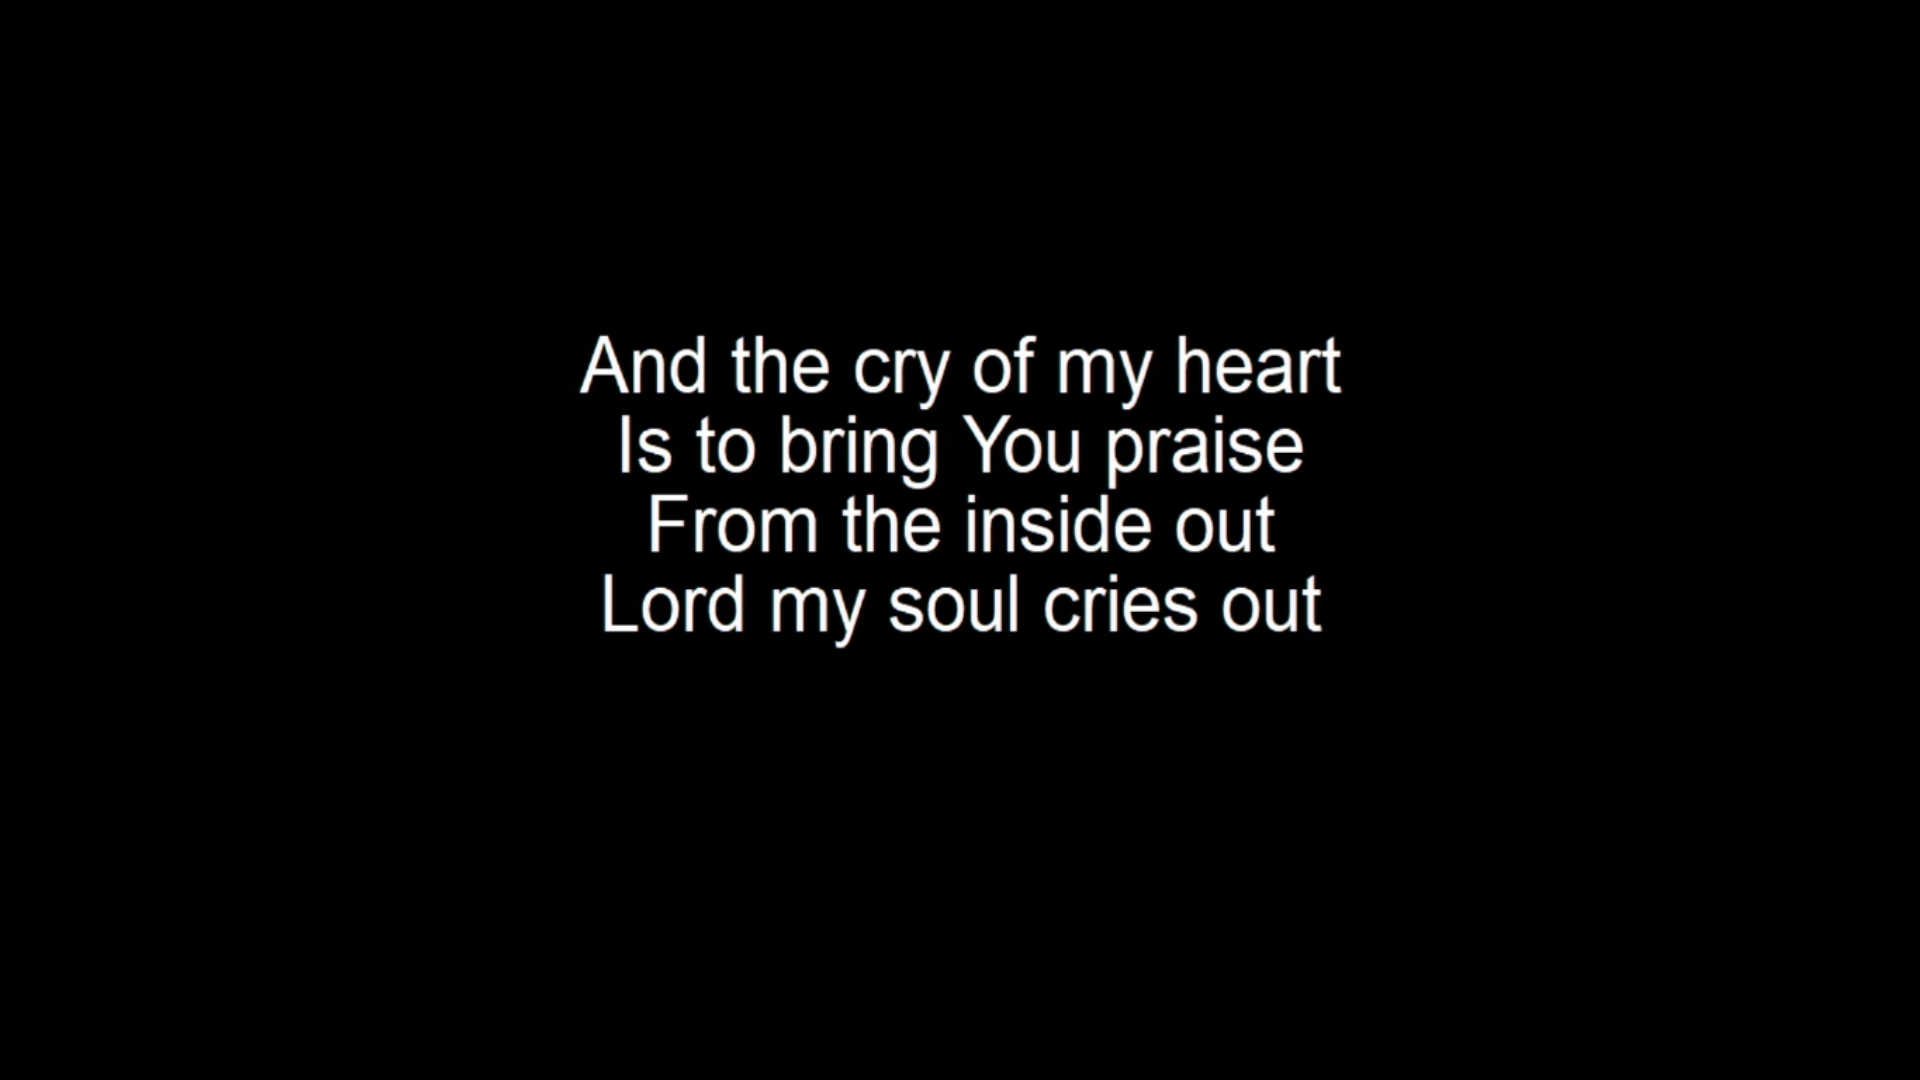 And the cry of my heart
Is to bring You praise
From the inside out
Lord my soul cries out